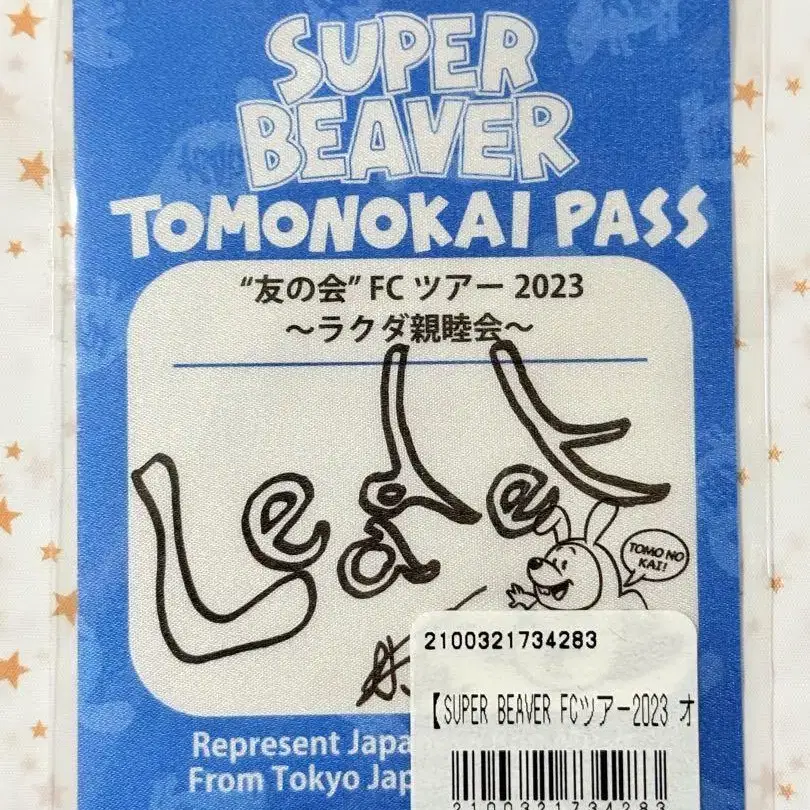 SUPER
BEAVER
TOMONOKAI PASS
“友の会” FC ツアー 2023
～ラクダ親睦会～
TOMO NO
KAI!
2100321734283
【SUPER BEAVER FCツアー2023 オ
Represent Japa
From Tokyo Jap